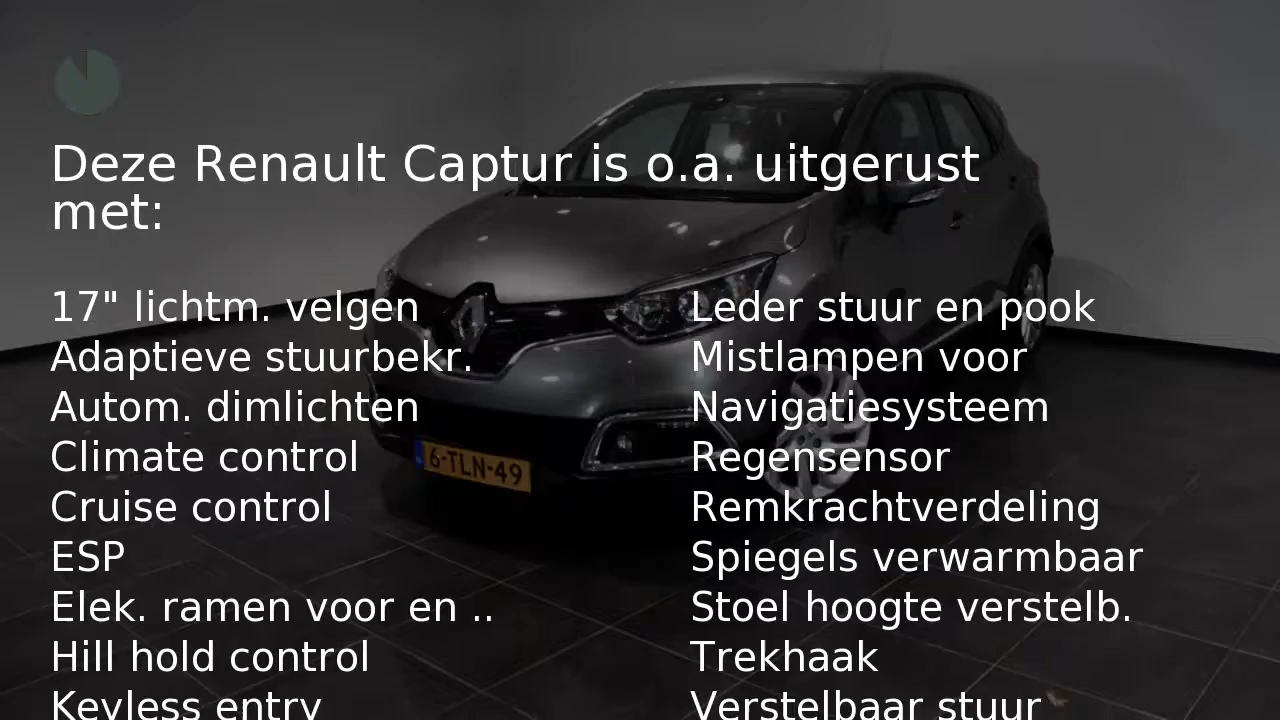 Deze Renault Captur is o.a. uitgerust
met:
17" lichtm. velgen
Adaptieve stuurbekr.
Autom. dimlichten
Climate control
Cruise control
ESP
Elek. ramen voor en ..
Hill hold control
Keyless entry
Leder stuur en pook
Mistlampen voor
Navigatiesysteem
Regensensor
Remkrachtverdeling
Spiegels verwarmbaar
Stoel hoogte verstelb.
Trekhaak
Verstelbaar stuur
6-TLN-49